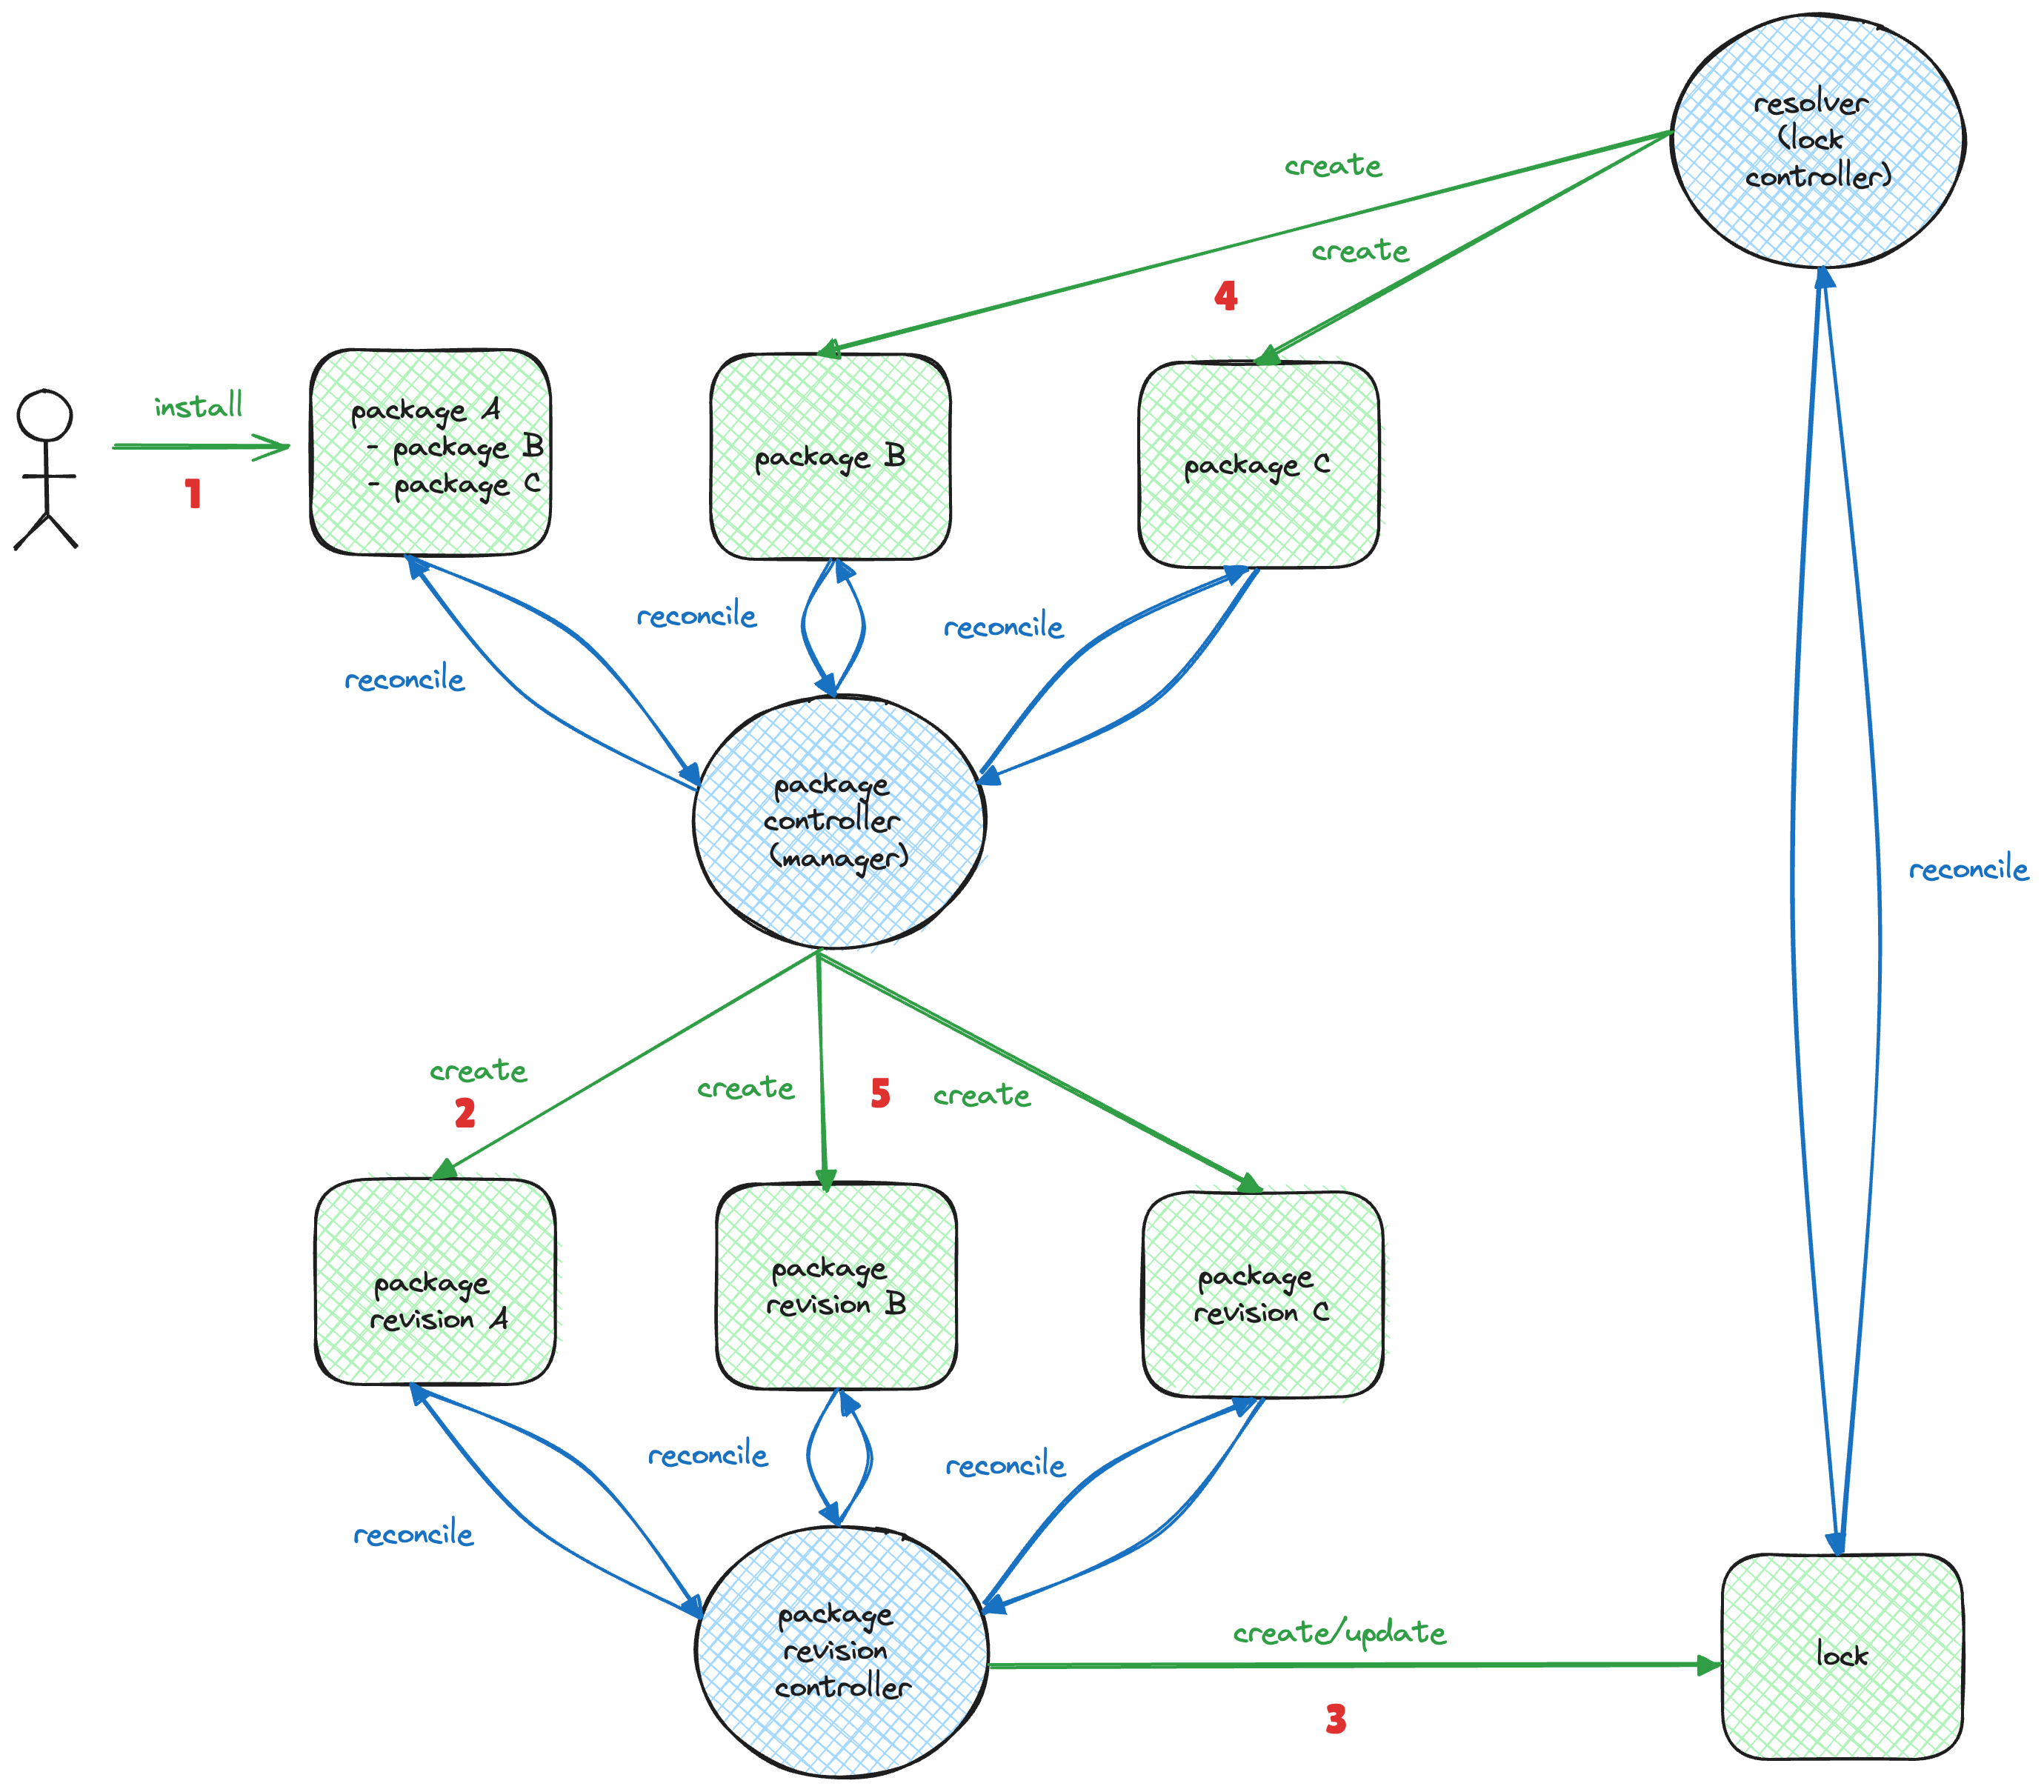 resolver
(lock
controller)
create
create
4
install
1
package A
- package B
- package C
package B
package C
reconcile
reconcile
reconcile
package
controller
(manager)
reconcile
create
2
create
5
create
package
revision A
package
revision B
package
revision C
reconcile
reconcile
reconcile
package
revision
controller
create/update
3
lock